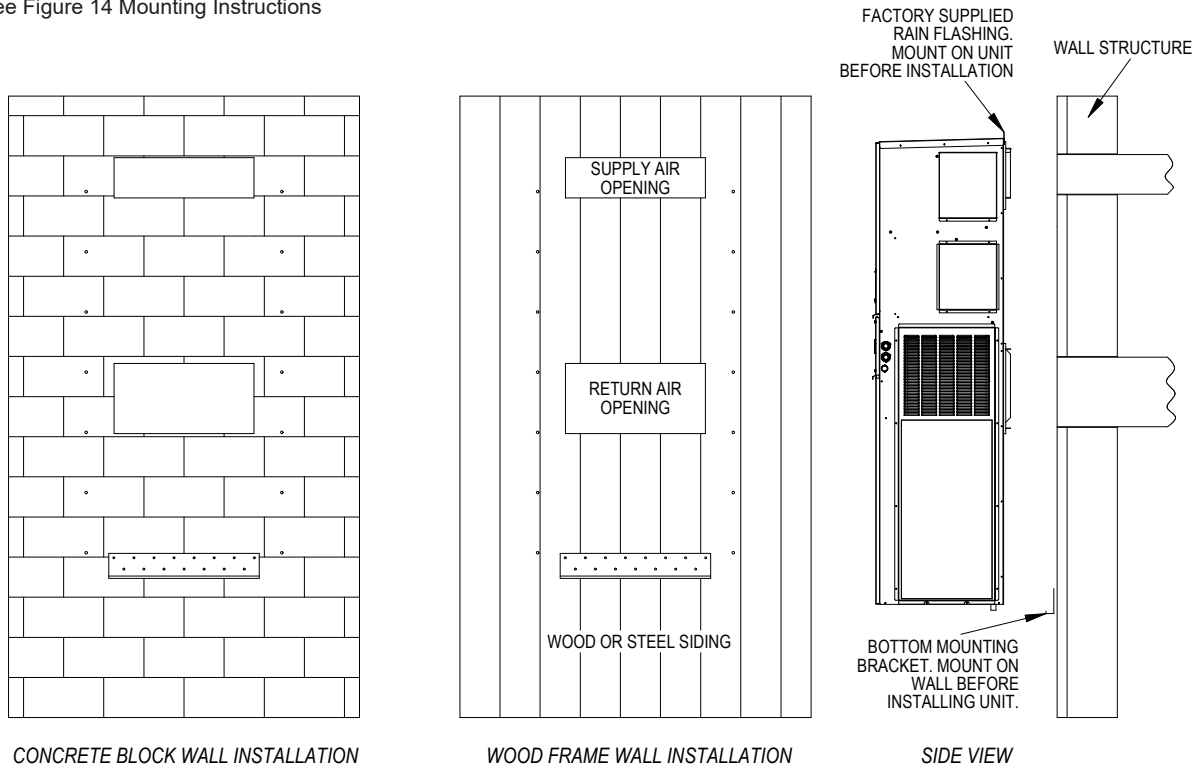 ee Figure 14 Mounting Instructions
FACTORY SUPPLIED
RAIN FLASHING.
MOUNT ON UNIT
BEFORE INSTALLATION
WALL STRUCTURE
SUPPLY AIR
OPENING
RETURN AIR
OPENING
WOOD OR STEEL SIDING
BOTTOM MOUNTING
BRACKET. MOUNT ON
WALL BEFORE
INSTALLING UNIT.
CONCRETE BLOCK WALL INSTALLATION
WOOD FRAME WALL INSTALLATION
SIDE VIEW